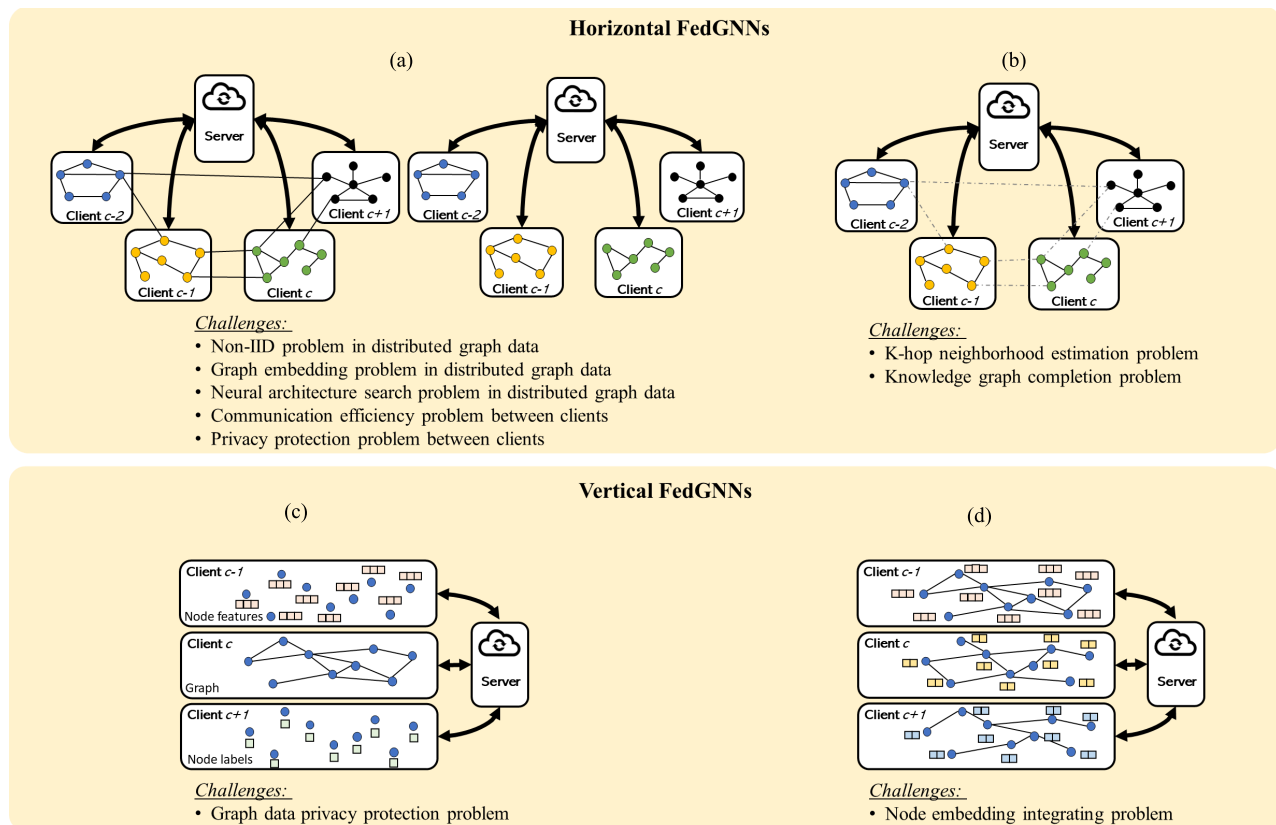 Horizontal FedGNNs
(a)
Server
Client c-2
Client c+1
Client c-1
Client c
Server
Client c-2
Client c+1
Client c-1
Client c
Challenges:
• Non-IID problem in distributed graph data
• Graph embedding problem in distributed graph data
• Neural architecture search problem in distributed graph data
• Communication efficiency problem between clients
• Privacy protection problem between clients
(b)
Server
Client c-2
Client c+1
Client c-1
Client c
Challenges:
• K-hop neighborhood estimation problem
• Knowledge graph completion problem
Vertical FedGNNs
(c)
Client c-1
Node features
Client c
Graph
Client c+1
Node labels
Server
Challenges:
• Graph data privacy protection problem
(d)
Client c-1
Client c
Client c+1
Server
Challenges:
• Node embedding integrating problem